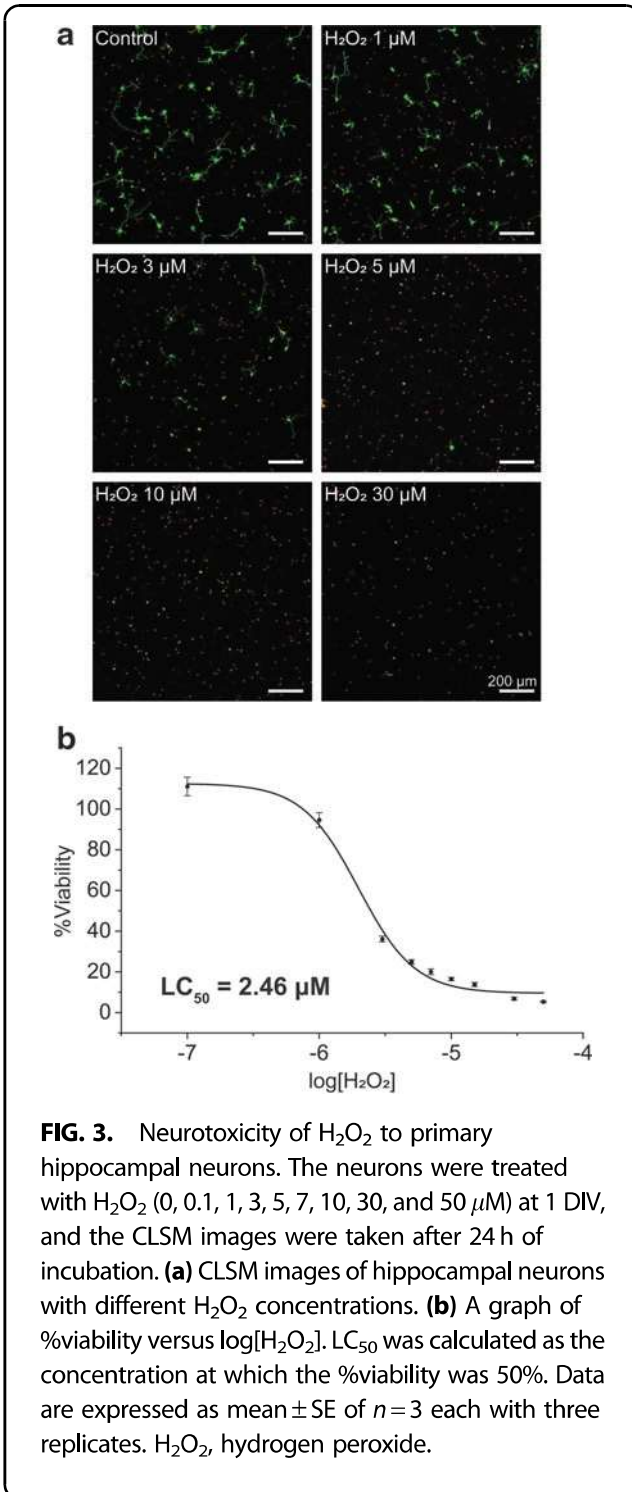 a
Control
H₂O₂ 1 µM
H₂O₂ 3 µM
H₂O₂ 5 µM
H₂O₂ 10 µM
H₂O₂ 30 µM
200 µm
b
120
100
80
60
40
20
0
%Viability
LC₅₀ = 2.46 µM
-7
-6
-5
-4
log[H₂O₂]
FIG. 3. Neurotoxicity of H₂O₂ to primary
hippocampal neurons. The neurons were treated
with H₂O₂ (0, 0.1, 1, 3, 5, 7, 10, 30, and 50 µM) at 1 DIV,
and the CLSM images were taken after 24 h of
incubation. (a) CLSM images of hippocampal neurons
with different H₂O₂ concentrations. (b) A graph of
%viability versus log[H₂O₂]. LC₅₀ was calculated as the
concentration at which the %viability was 50%. Data
are expressed as mean ± SE of n = 3 each with three
replicates. H₂O₂, hydrogen peroxide.